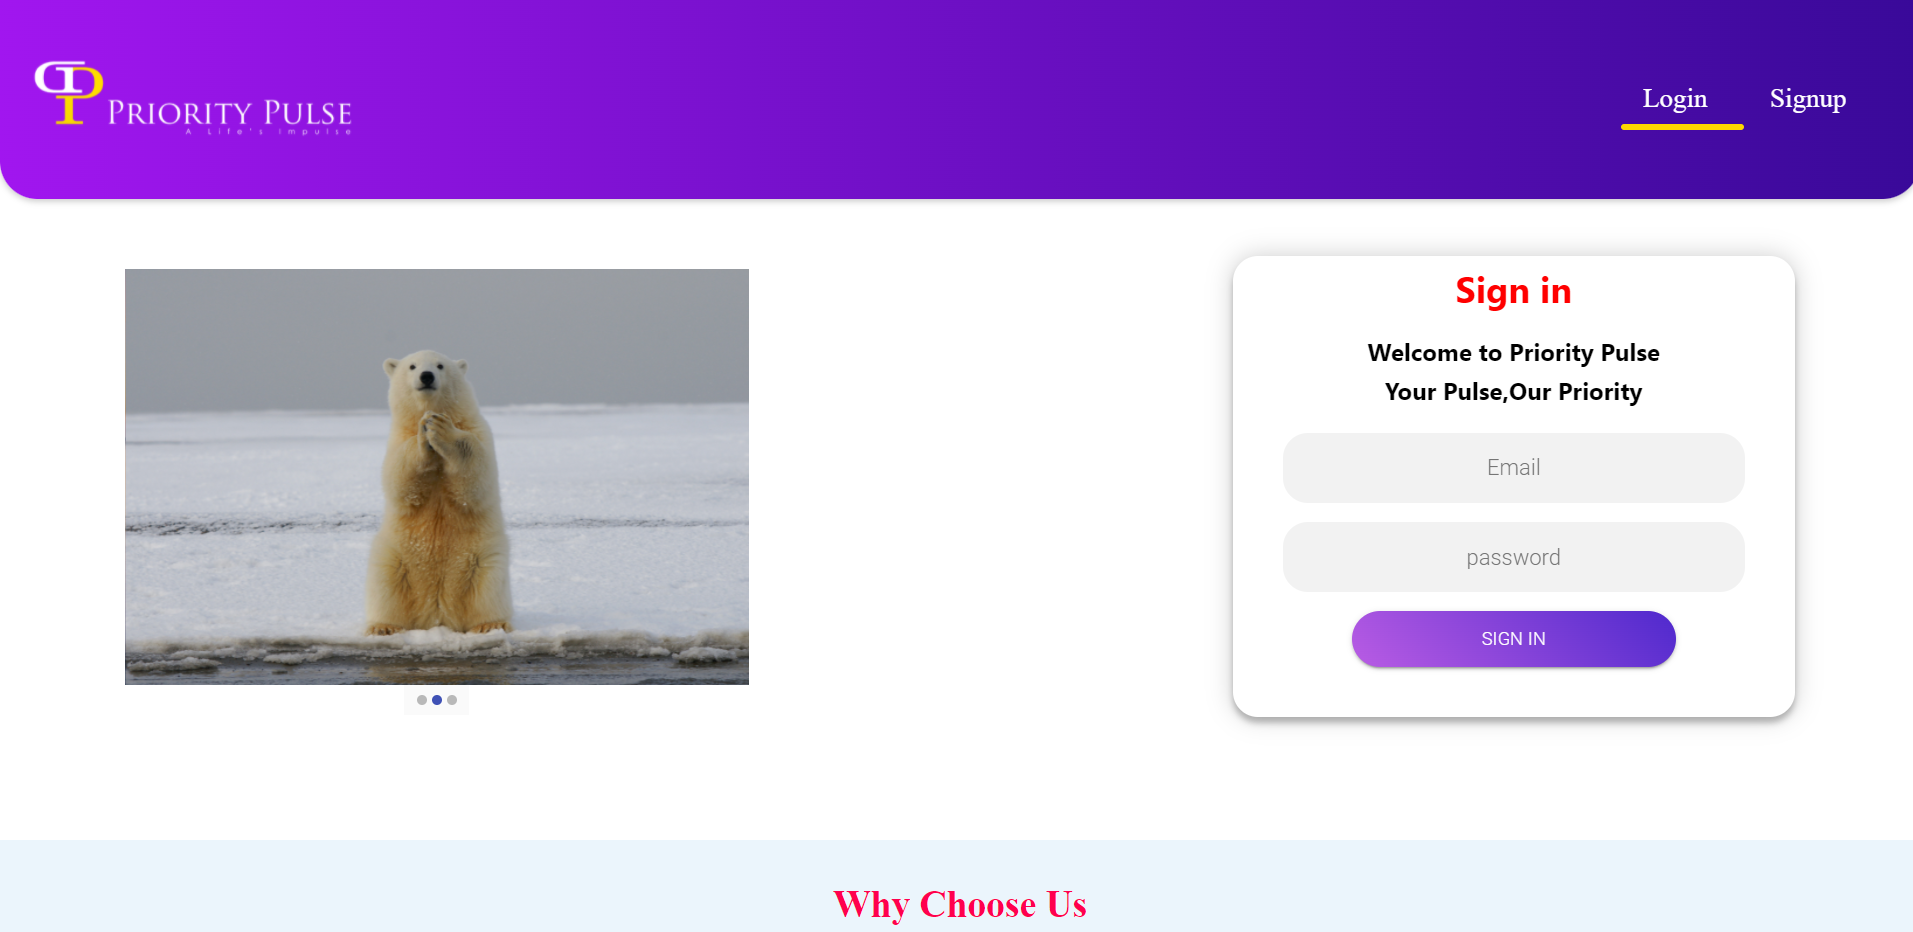 PRIORITY PULSE
A Life's Impulse
Login
Signup
Sign in
Welcome to Priority Pulse
Your Pulse,Our Priority
Email
password
SIGN IN
Why Choose Us